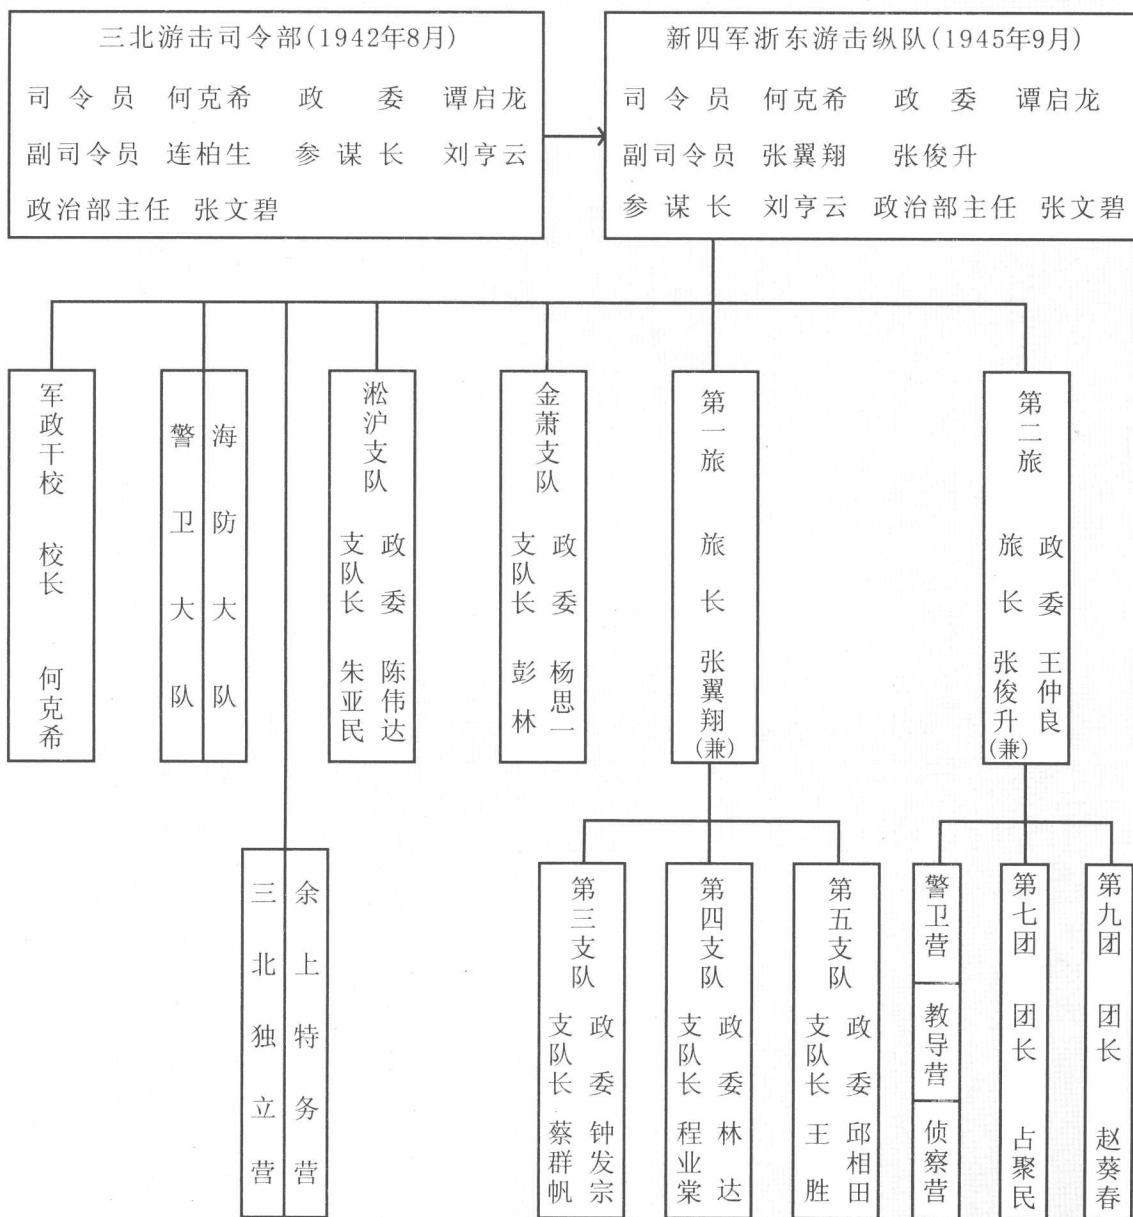 三北游击司令部(1942年8月)
司令员 何克希 政委 谭启龙
副司令员 连柏生 参谋长 刘亨云
政治部主任 张文碧
新四军浙东游击纵队(1945年9月)
司令员 何克希 政委 谭启龙
副司令员 张翼翔 张俊升
参谋长 刘亨云 政治部主任 张文碧
军政干校 校长 何克希
警卫大队
海防大队
淞沪支队
支队长 朱亚民
政委 陈伟达
金萧支队
支队长 彭林
政委 杨思一
第一旅 旅长 张翼翔(兼)
第二旅
旅长 张俊升(兼)
政委 王仲良
三北独立营
余上特务营
第三支队
支队长 蔡群帆
政委 钟发宗
第四支队
支队长 程业棠
政委 林达
第五支队
支队长 王胜
政委 邱相田
警卫营
教导营
侦察营
第七团 团长 占聚民
第九团 团长 赵葵春